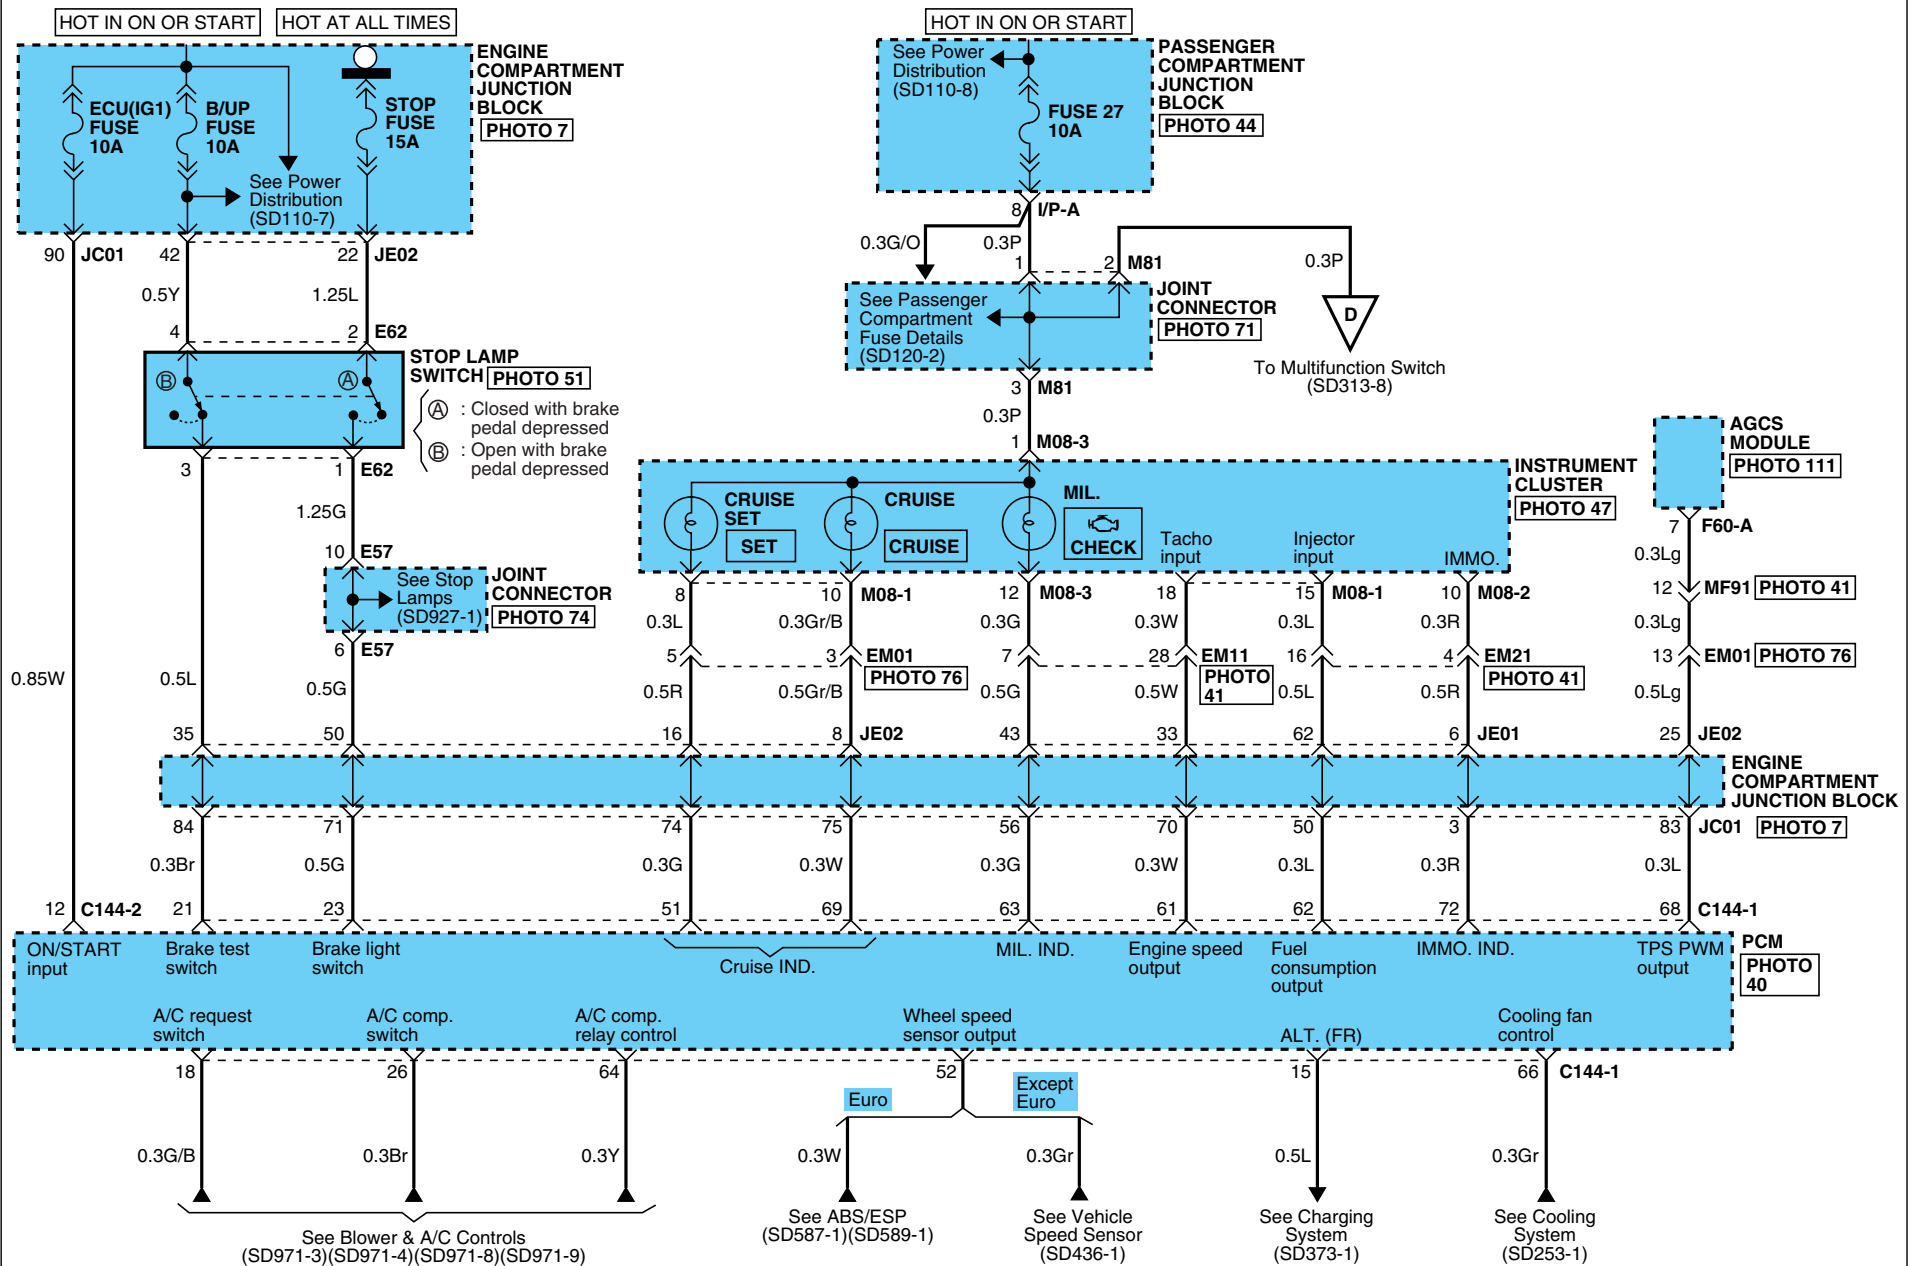 HOT IN ON OR START
HOT AT ALL TIMES
HOT IN ON OR START
ENGINE
COMPARTMENT
JUNCTION
BLOCK
PHOTO 7
ECU(IG1)
FUSE
10A
B/UP
FUSE
10A
STOP
FUSE
15A
See Power
Distribution
(SD110-7)
See Power
Distribution
(SD110-8)
FUSE 27
10A
PASSENGER
COMPARTMENT
JUNCTION
BLOCK
PHOTO 44
8 I/P-A
0.3G/O
0.3P
1
2 M81
0.3P
90 JC01
42
22 JE02
0.5Y
1.25L
4
2 E62
See Passenger
Compartment
Fuse Details
(SD120-2)
JOINT
CONNECTOR
PHOTO 71
D
To Multifunction Switch
(SD313-8)
B
A
STOP LAMP
SWITCH PHOTO 51
A : Closed with brake
pedal depressed
B : Open with brake
pedal depressed
3 M81
0.3P
1 M08-3
3
1 E62
1.25G
10 E57
See Stop
Lamps
(SD927-1)
JOINT
CONNECTOR
PHOTO 74
6 E57
CRUISE
SET
SET
CRUISE
CRUISE
MIL.
CHECK
Tacho
input
Injector
input
IMMO.
INSTRUMENT
CLUSTER
PHOTO 47
AGCS
MODULE
PHOTO 111
7 F60-A
0.3Lg
12 MF91 PHOTO 41
0.3Lg
13 EM01 PHOTO 76
0.5Lg
8
10 M08-1
12 M08-3
18
15 M08-1
10 M08-2
0.3L
0.3Gr/B
0.3G
0.3W
0.3L
0.3R
5
3 EM01
PHOTO 76
7
28 EM11
PHOTO
41
16
4 EM21
PHOTO 41
0.85W
0.5L
0.5G
0.5R
0.5Gr/B
0.5G
0.5W
0.5L
0.5R
35
50
16
8 JE02
43
33
62
6 JE01
25 JE02
ENGINE
COMPARTMENT
JUNCTION BLOCK
84
71
74
75
56
70
50
3
83 JC01 PHOTO 7
0.3Br
0.5G
0.3G
0.3W
0.3G
0.3W
0.3L
0.3R
0.3L
12 C144-2
21
23
51
69
63
61
62
72
68 C144-1
ON/START
input
Brake test
switch
Brake light
switch
Cruise IND.
MIL. IND.
Engine speed
output
Fuel
consumption
output
IMMO. IND.
TPS PWM
output
PCM
PHOTO
40
A/C request
switch
A/C comp.
switch
A/C comp.
relay control
Wheel speed
sensor output
ALT. (FR)
Cooling fan
control
18
26
64
52
15
66 C144-1
Euro
Except
Euro
0.3G/B
0.3Br
0.3Y
0.3W
0.3Gr
0.5L
0.3Gr
See Blower & A/C Controls
(SD971-3)(SD971-4)(SD971-8)(SD971-9)
See ABS/ESP
(SD587-1)(SD589-1)
See Vehicle
Speed Sensor
(SD436-1)
See Charging
System
(SD373-1)
See Cooling
System
(SD253-1)